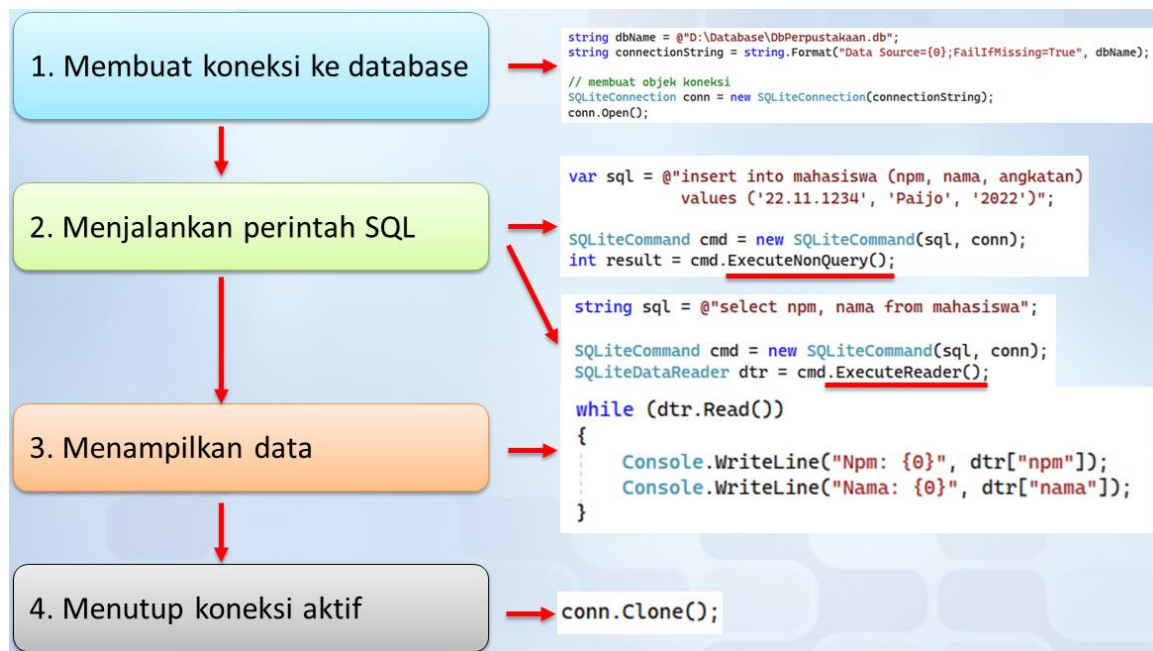 1. Membuat koneksi ke database
string dbName = @"D:\Database\DbPerpustakaan.db";
string connectionString = string.Format("Data Source={0};FailIfMissing=True", dbName);
// membuat objek koneksi
SQLiteConnection conn = new SQLiteConnection(connectionString);
conn.Open();
2. Menjalankan perintah SQL
var sql = @"insert into mahasiswa (npm, nama, angkatan)
values ('22.11.1234', 'Paijo', '2022')";
SQLiteCommand cmd = new SQLiteCommand(sql, conn);
int result = cmd.ExecuteNonQuery();
string sql = @"select npm, nama from mahasiswa";
SQLiteCommand cmd = new SQLiteCommand(sql, conn);
SQLiteDataReader dtr = cmd.ExecuteReader();
3. Menampilkan data
while (dtr.Read())
{
Console.WriteLine("Npm: {0}", dtr["npm"]);
Console.WriteLine("Nama: {0}", dtr["nama"]);
}
4. Menutup koneksi aktif
conn.Clone();